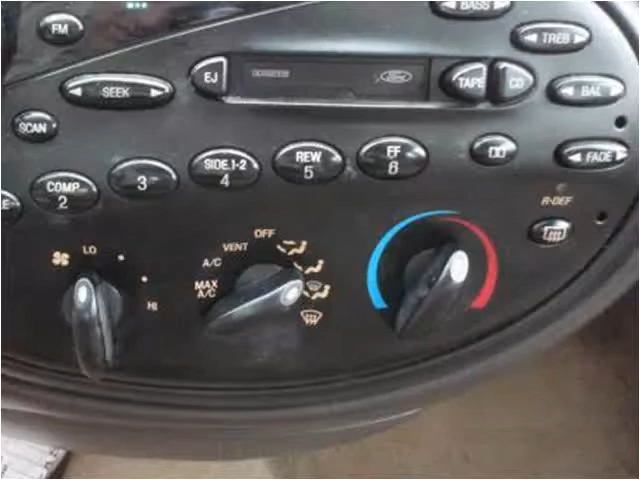 BASS
FM
TREB
EJ
Ford
TAPE
CD
SEEK
BAL
SCAN
FADE
COMP
2
3
SIDE.1-2
4
REW
5
FF
6
R-DEF
LO
HI
OFF
VENT
A/C
MAX
A/C